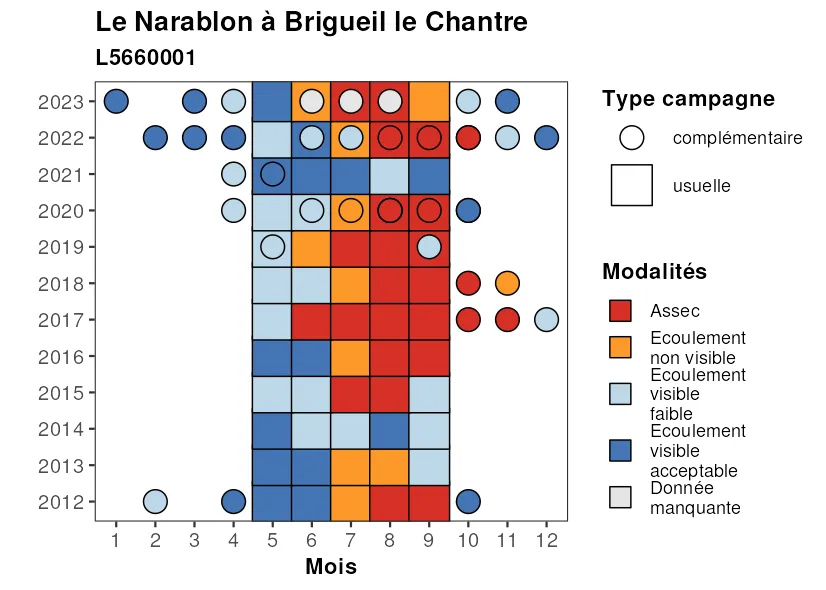 Le Narablon à Brigueil le Chantre
L5660001
2023
2022
2021
2020
2019
2018
2017
2016
2015
2014
2013
2012
1 2 3 4 5 6 7 8 9 10 11 12
Mois
Type campagne
complémentaire
usuelle
Modalités
Assec
Ecoulement
non visible
Ecoulement
visible
faible
Ecoulement
visible
acceptable
Donnée
manquante